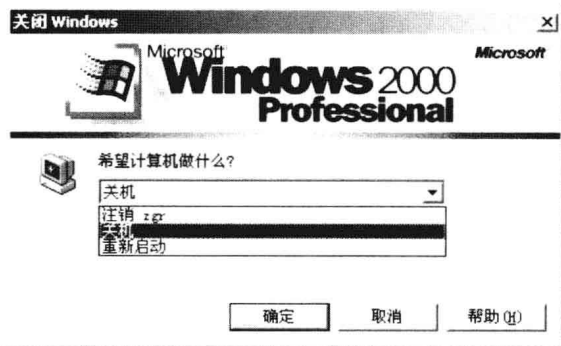 关闭 Windows
Microsoft
Windows 2000
Professional
Microsoft
希望计算机做什么?
关机
注销 zgr
关机
重新启动
确定
取消
帮助(H)